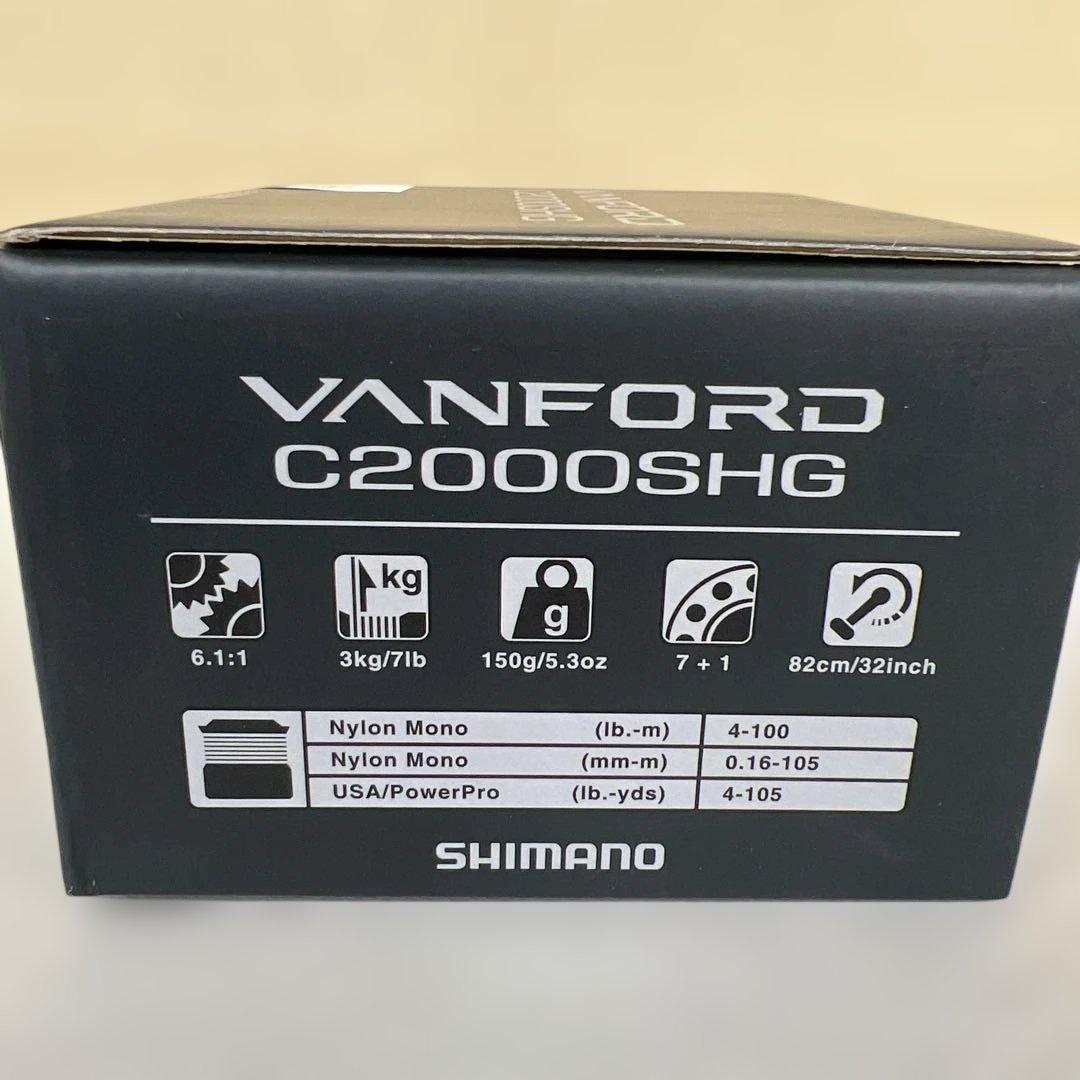 VANFORD
C2000SHG
kg
g
6.1:1 3kg/7lb 150g/5.3oz 7 + 1 82cm/32inch
Nylon Mono (lb.-m) 4-100
Nylon Mono (mm-m) 0.16-105
USA/PowerPro (lb.-yds) 4-105
SHIMANO